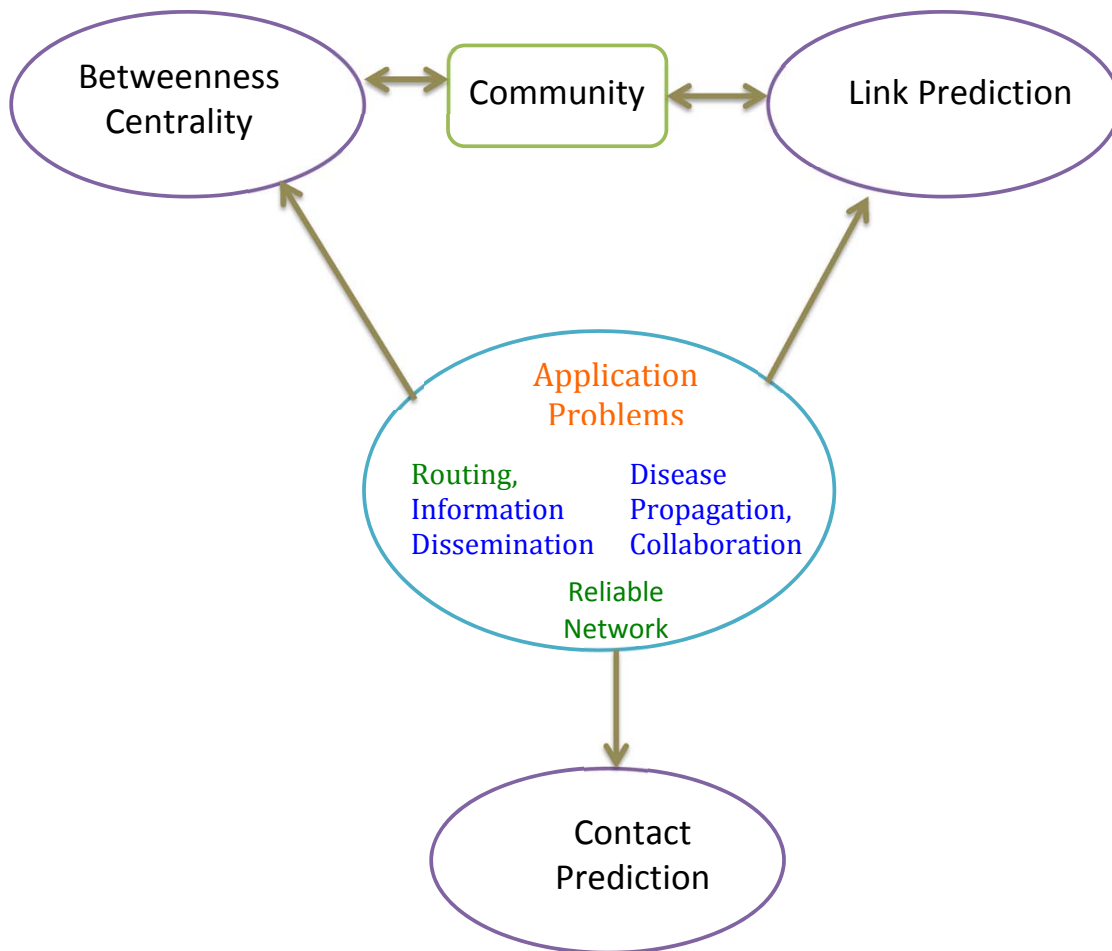 Betweenness
Centrality
Community
Link Prediction
Application
Problems
Routing,
Information
Dissemination
Disease
Propagation,
Collaboration
Reliable
Network
Contact
Prediction